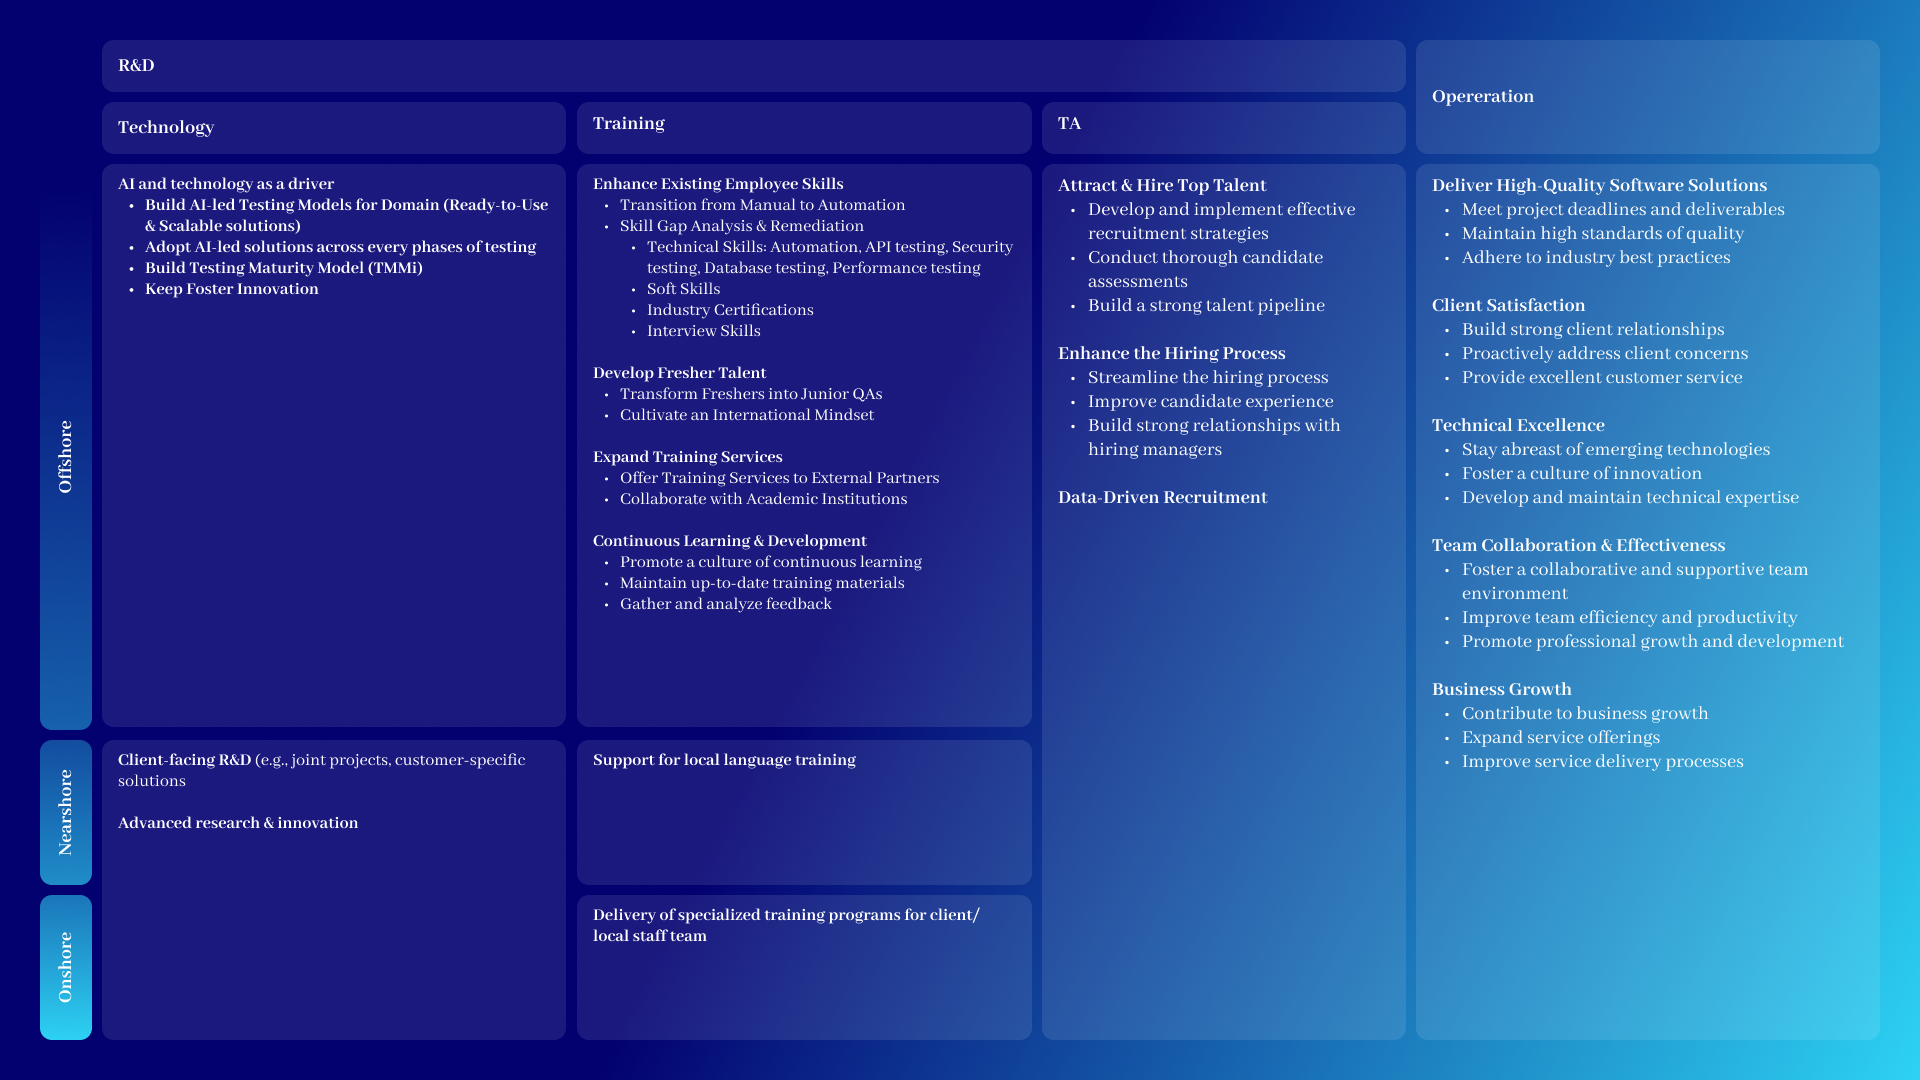 R&D
Opereration
Technology
Training
TA
Offshore
AI and technology as a driver
• Build AI-led Testing Models for Domain (Ready-to-Use
& Scalable solutions)
• Adopt AI-led solutions across every phases of testing
• Build Testing Maturity Model (TMMi)
• Keep Foster Innovation
Enhance Existing Employee Skills
• Transition from Manual to Automation
• Skill Gap Analysis & Remediation
• Technical Skills: Automation, API testing, Security
testing, Database testing, Performance testing
• Soft Skills
• Industry Certifications
• Interview Skills
Develop Fresher Talent
• Transform Freshers into Junior QAs
• Cultivate an International Mindset
Expand Training Services
• Offer Training Services to External Partners
• Collaborate with Academic Institutions
Continuous Learning & Development
• Promote a culture of continuous learning
• Maintain up-to-date training materials
• Gather and analyze feedback
Attract & Hire Top Talent
• Develop and implement effective
recruitment strategies
• Conduct thorough candidate
assessments
• Build a strong talent pipeline
Enhance the Hiring Process
• Streamline the hiring process
• Improve candidate experience
• Build strong relationships with
hiring managers
Data-Driven Recruitment
Deliver High-Quality Software Solutions
• Meet project deadlines and deliverables
• Maintain high standards of quality
• Adhere to industry best practices
Client Satisfaction
• Build strong client relationships
• Proactively address client concerns
• Provide excellent customer service
Technical Excellence
• Stay abreast of emerging technologies
• Foster a culture of innovation
• Develop and maintain technical expertise
Team Collaboration & Effectiveness
• Foster a collaborative and supportive team
environment
• Improve team efficiency and productivity
• Promote professional growth and development
Business Growth
• Contribute to business growth
• Expand service offerings
• Improve service delivery processes
Nearshore
Client-facing R&D (e.g., joint projects, customer-specific
solutions
Advanced research & innovation
Support for local language training
Onshore
Delivery of specialized training programs for client/
local staff team